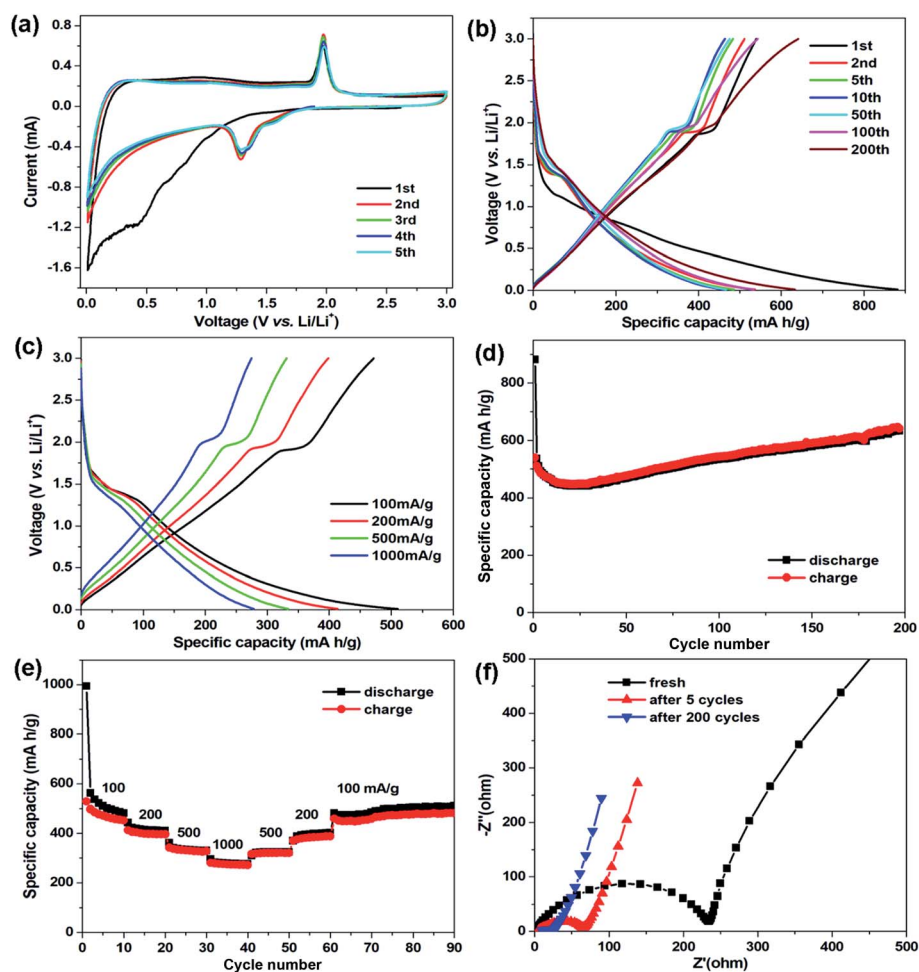 (a)
0.8
0.4
0.0
-0.4
-0.8
-1.2
-1.6
Current (mA)
1st
2nd
3rd
4th
5th
0.0 0.5 1.0 1.5 2.0 2.5 3.0
Voltage (V vs. Li/Li+)
(b)
3.0
2.5
2.0
1.5
1.0
0.5
0.0
Voltage (V vs. Li/Li+)
1st
2nd
5th
10th
50th
100th
200th
0 200 400 600 800
Specific capacity (mA h/g)
(c)
3.0
2.5
2.0
1.5
1.0
0.5
0.0
Voltage (V vs. Li/Li+)
100mA/g
200mA/g
500mA/g
1000mA/g
0 100 200 300 400 500 600
Specific capacity (mA h/g)
(d)
800
600
400
200
0
Specific capacity (mA h/g)
discharge
charge
0 50 100 150 200
Cycle number
(e)
1000
800
600
400
200
0
Specific capacity (mA h/g)
discharge
charge
100
200
500
1000
500
200
100 mA/g
0 10 20 30 40 50 60 70 80 90
Cycle number
(f)
500
400
300
200
100
0
-Z''(ohm)
fresh
after 5 cycles
after 200 cycles
0 100 200 300 400 500
Z'(ohm)